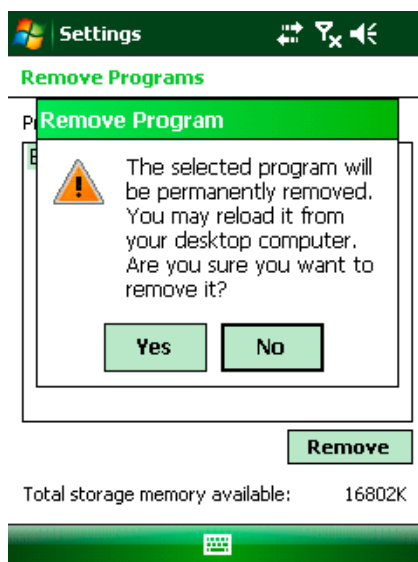 Settings
Remove Programs
Remove Program
The selected program will
be permanently removed.
You may reload it from
your desktop computer.
Are you sure you want to
remove it?
Yes
No
Remove
Total storage memory available: 16802K